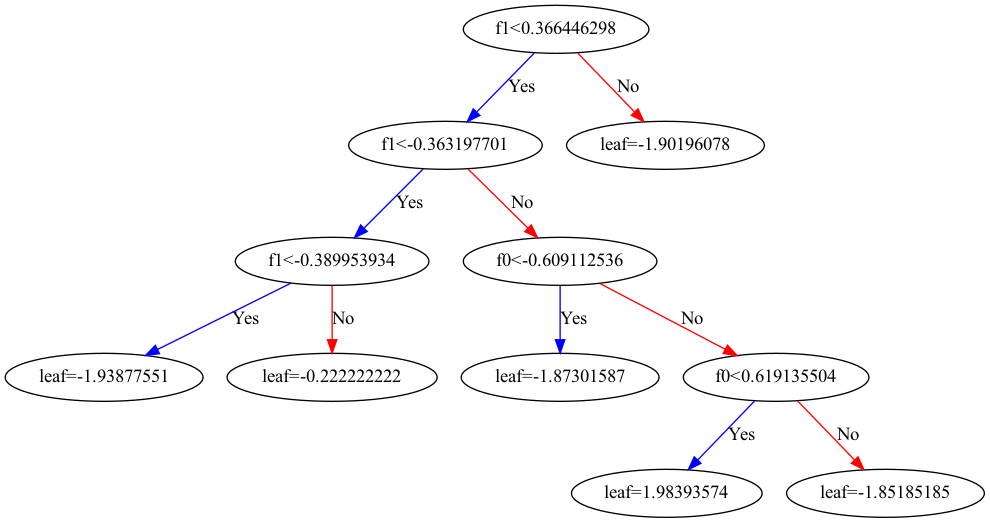 f1<0.366446298
Yes
No
f1<-0.363197701
leaf=-1.90196078
Yes
No
f1<-0.389953934
f0<-0.609112536
Yes
No
Yes
No
leaf=-1.93877551
leaf=-0.222222222
leaf=-1.87301587
f0<0.619135504
Yes
No
leaf=1.98393574
leaf=-1.85185185